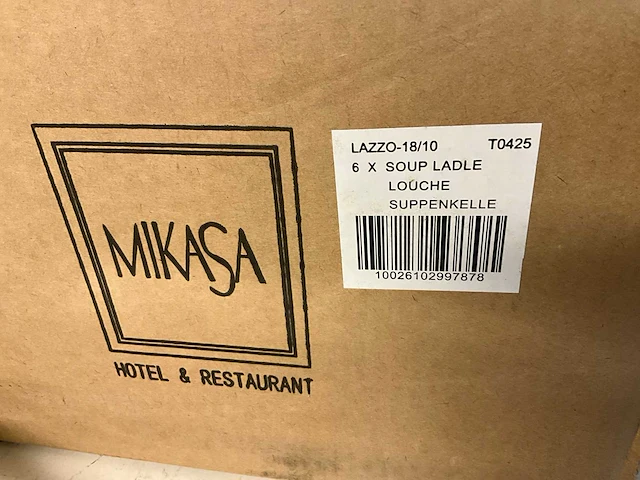 MIKASA
HOTEL & RESTAURANT
LAZZO-18/10 T0425
6 X SOUP LADLE
LOUCHE
SUPPENKELLE
10026102997878